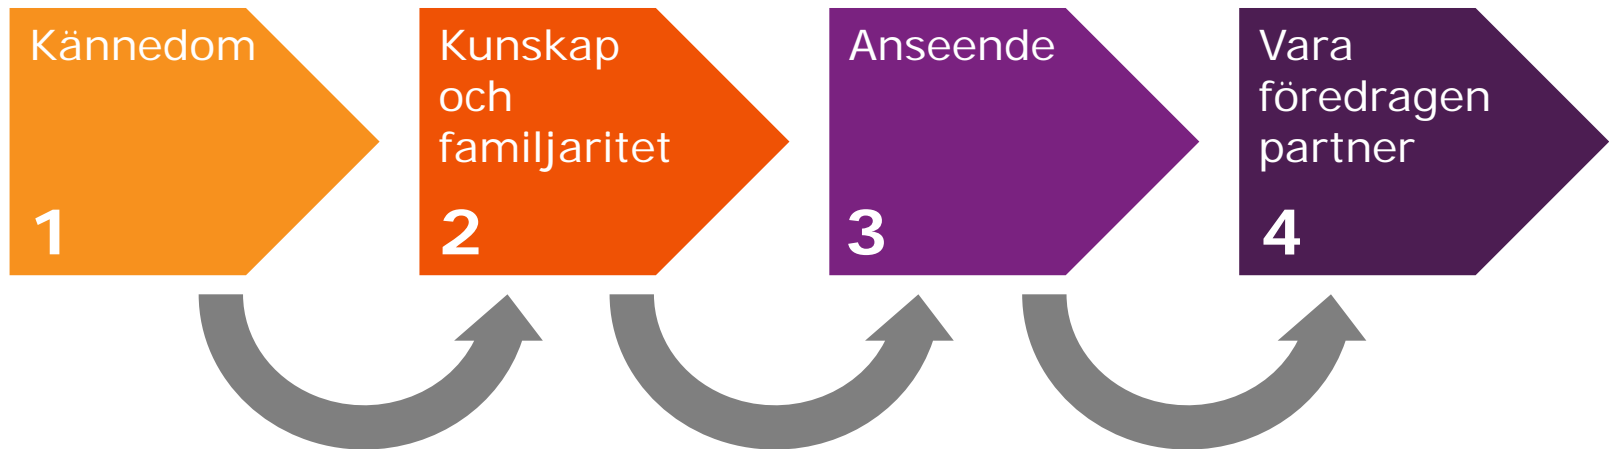 Kännedom
1
Kunskap
och
familjaritet
2
Anseende
3
Vara
föredragen
partner
4